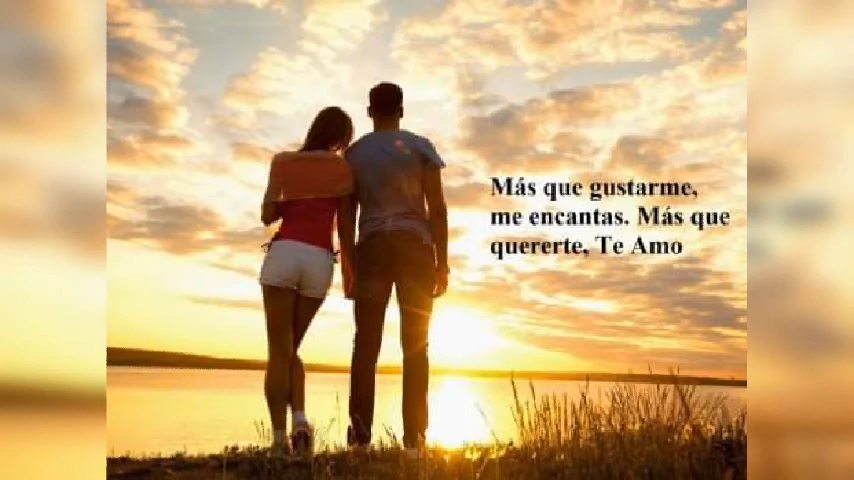 Más que gustarme,
me encantas. Más que
quererte, Te Amo